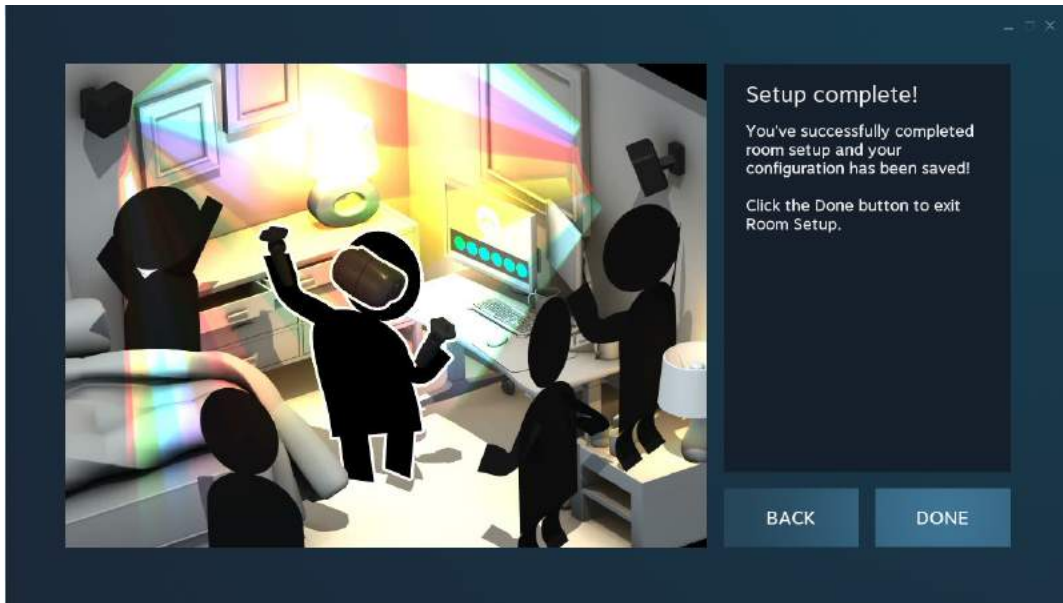 Setup complete!
You've successfully completed
room setup and your
configuration has been saved!
Click the Done button to exit
Room Setup.
BACK
DONE